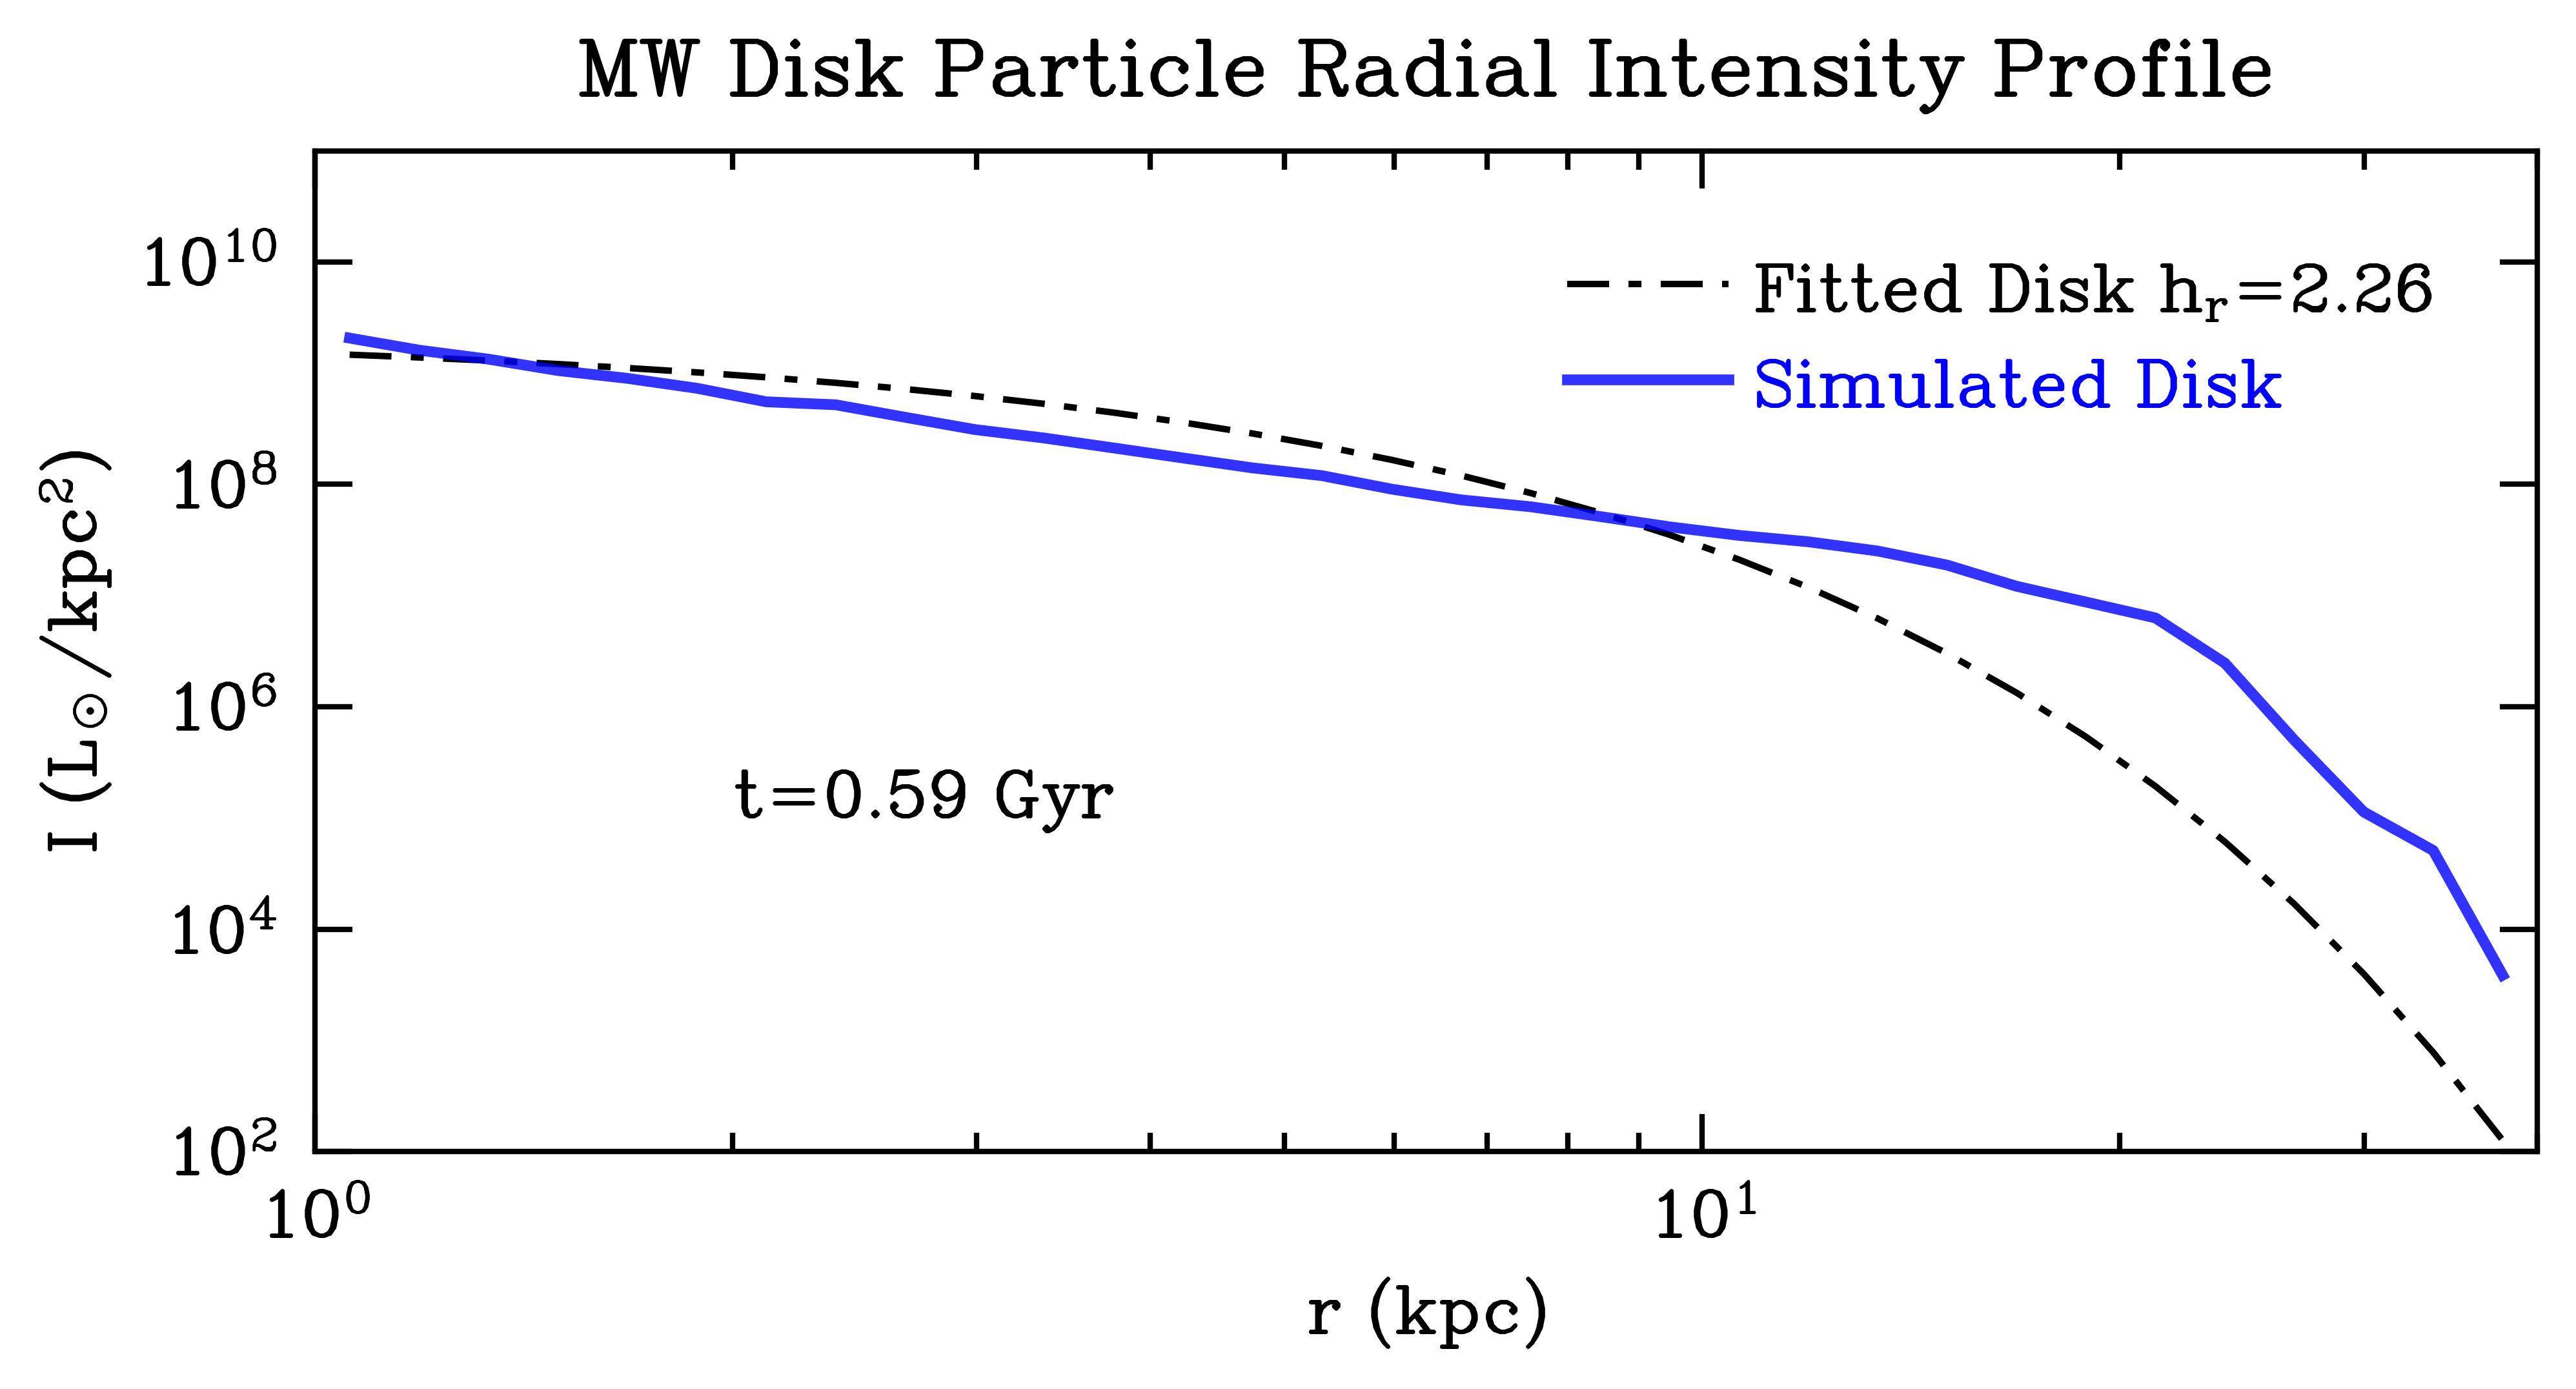 MW Disk Particle Radial Intensity Profile
I (L⊙/kpc²)
10¹⁰
10⁸
10⁶
10⁴
10²
Fitted Disk hᵣ=2.26
Simulated Disk
t=0.59 Gyr
10⁰
10¹
r (kpc)